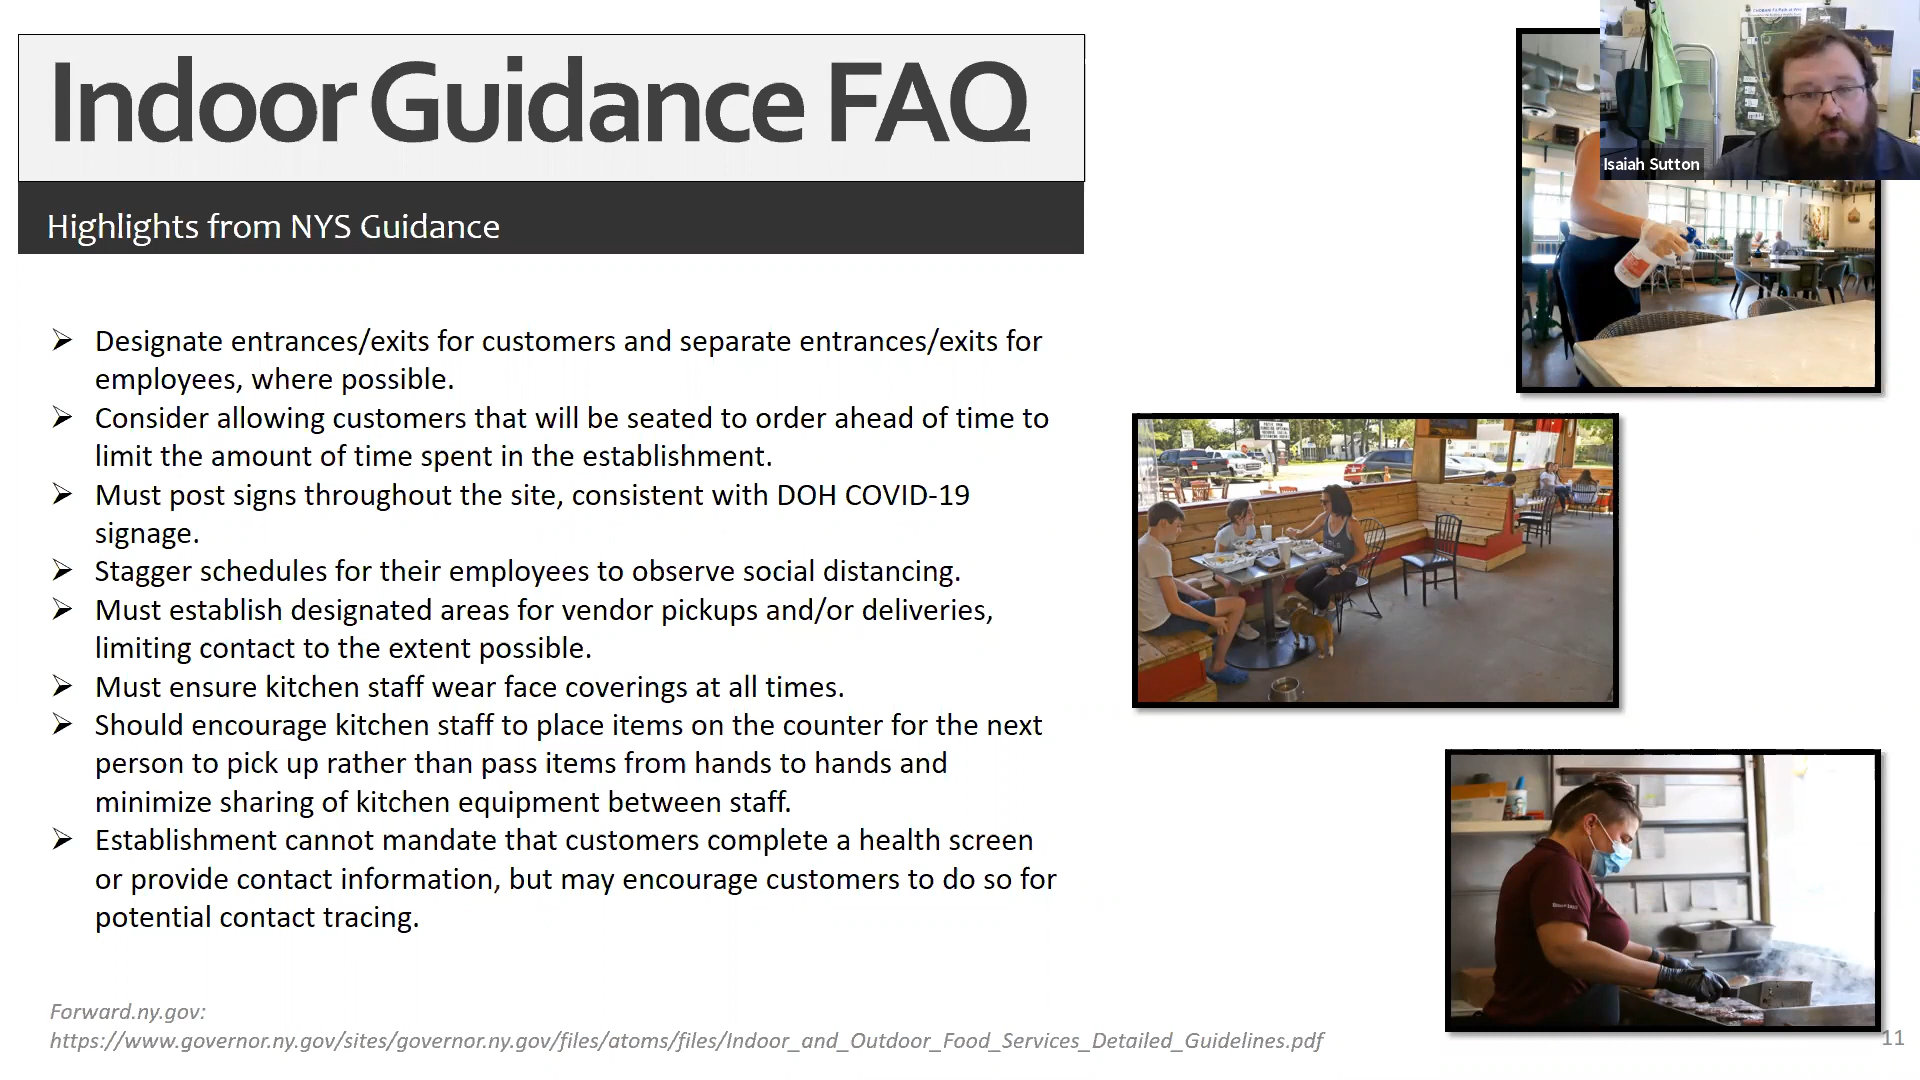 Indoor Guidance FAQ
Highlights from NYS Guidance
Isaiah Sutton
➢ Designate entrances/exits for customers and separate entrances/exits for
employees, where possible.
➢ Consider allowing customers that will be seated to order ahead of time to
limit the amount of time spent in the establishment.
➢ Must post signs throughout the site, consistent with DOH COVID-19
signage.
➢ Stagger schedules for their employees to observe social distancing.
➢ Must establish designated areas for vendor pickups and/or deliveries,
limiting contact to the extent possible.
➢ Must ensure kitchen staff wear face coverings at all times.
➢ Should encourage kitchen staff to place items on the counter for the next
person to pick up rather than pass items from hands to hands and
minimize sharing of kitchen equipment between staff.
➢ Establishment cannot mandate that customers complete a health screen
or provide contact information, but may encourage customers to do so for
potential contact tracing.
Forward.ny.gov:
https://www.governor.ny.gov/sites/governor.ny.gov/files/atoms/files/Indoor_and_Outdoor_Food_Services_Detailed_Guidelines.pdf
11